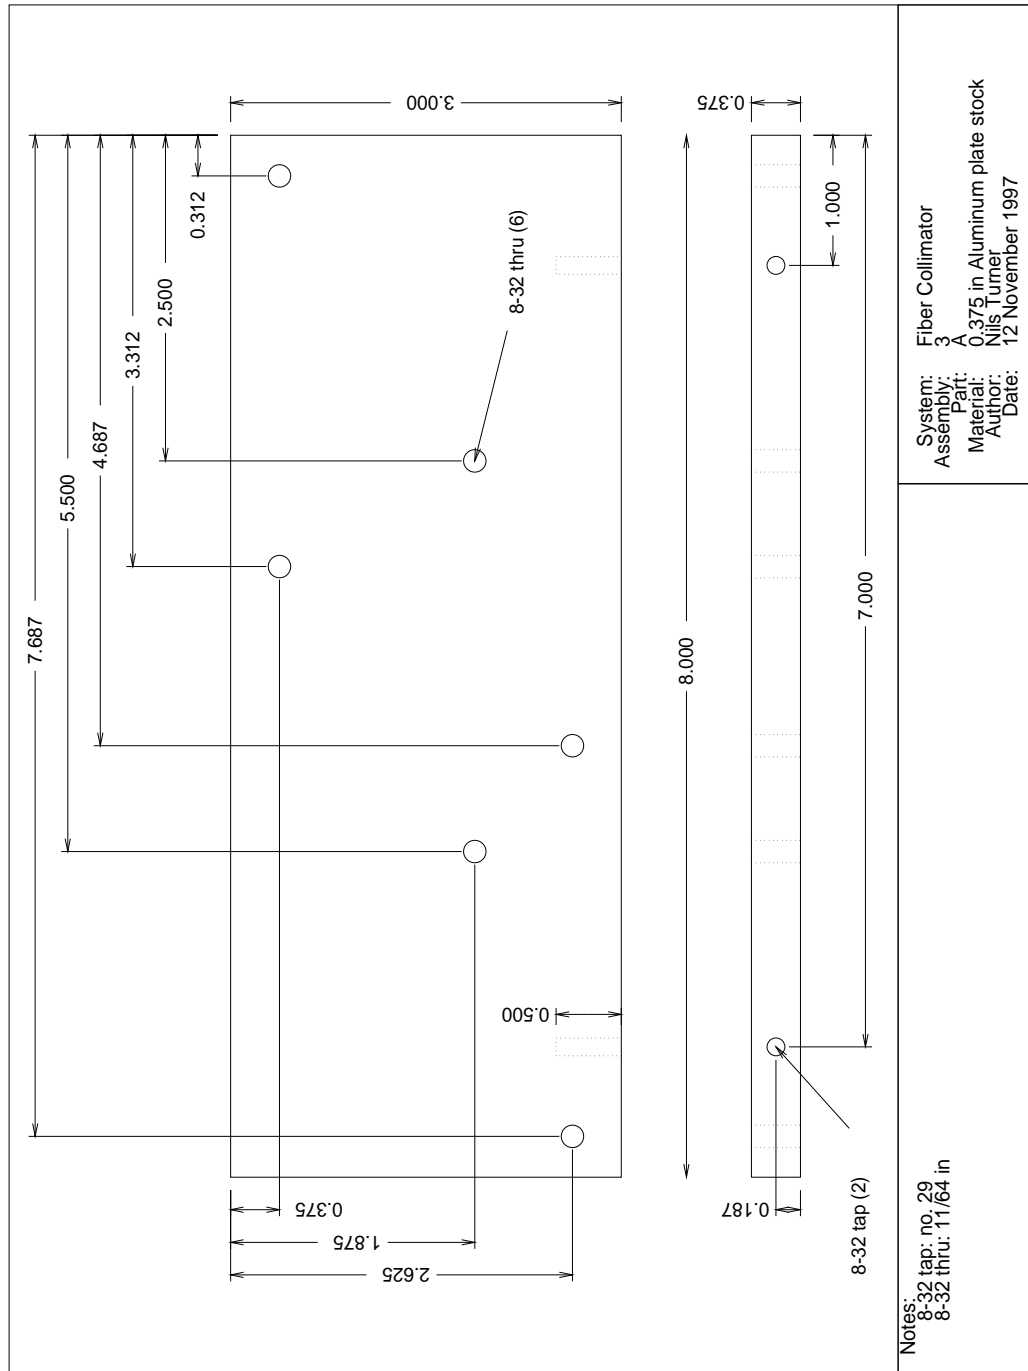 3.000
0.375
0.312
1.000
8-32 thru (6)
2.500
3.312
4.687
5.500
7.687
8.000
7.000
0.500
0.375
1.875
2.625
0.187
8-32 tap (2)
Notes:
8-32 tap: no. 29
8-32 thru: 11/64 in
System: Fiber Collimator
Assembly: 3
Part: A
Material: 0.375 in Aluminum plate stock
Author: Nils Turner
Date: 12 November 1997